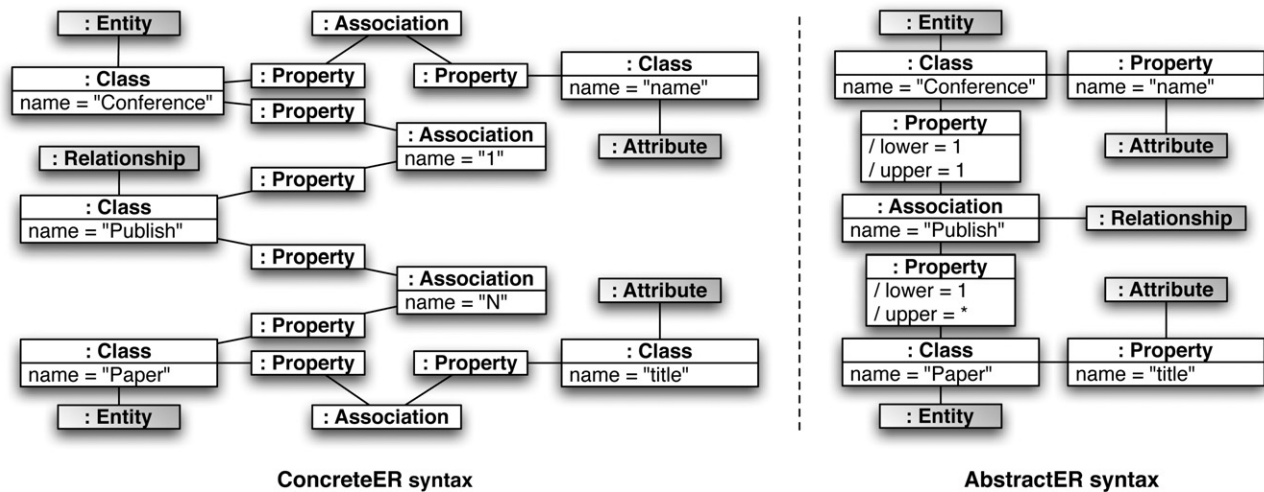 : Entity
: Association
: Class
name = "Conference"
: Property
: Property
: Class
name = "name"
: Property
: Association
name = "1"
: Attribute
: Relationship
: Property
: Class
name = "Publish"
: Property
: Association
name = "N"
: Attribute
: Property
: Class
name = "Paper"
: Property
: Property
: Class
name = "title"
: Entity
: Association
ConcreteER syntax
: Entity
: Class
name = "Conference"
: Property
name = "name"
: Property
/ lower = 1
/ upper = 1
: Attribute
: Association
name = "Publish"
: Relationship
: Property
/ lower = 1
/ upper = *
: Attribute
: Class
name = "Paper"
: Property
name = "title"
: Entity
AbstractER syntax